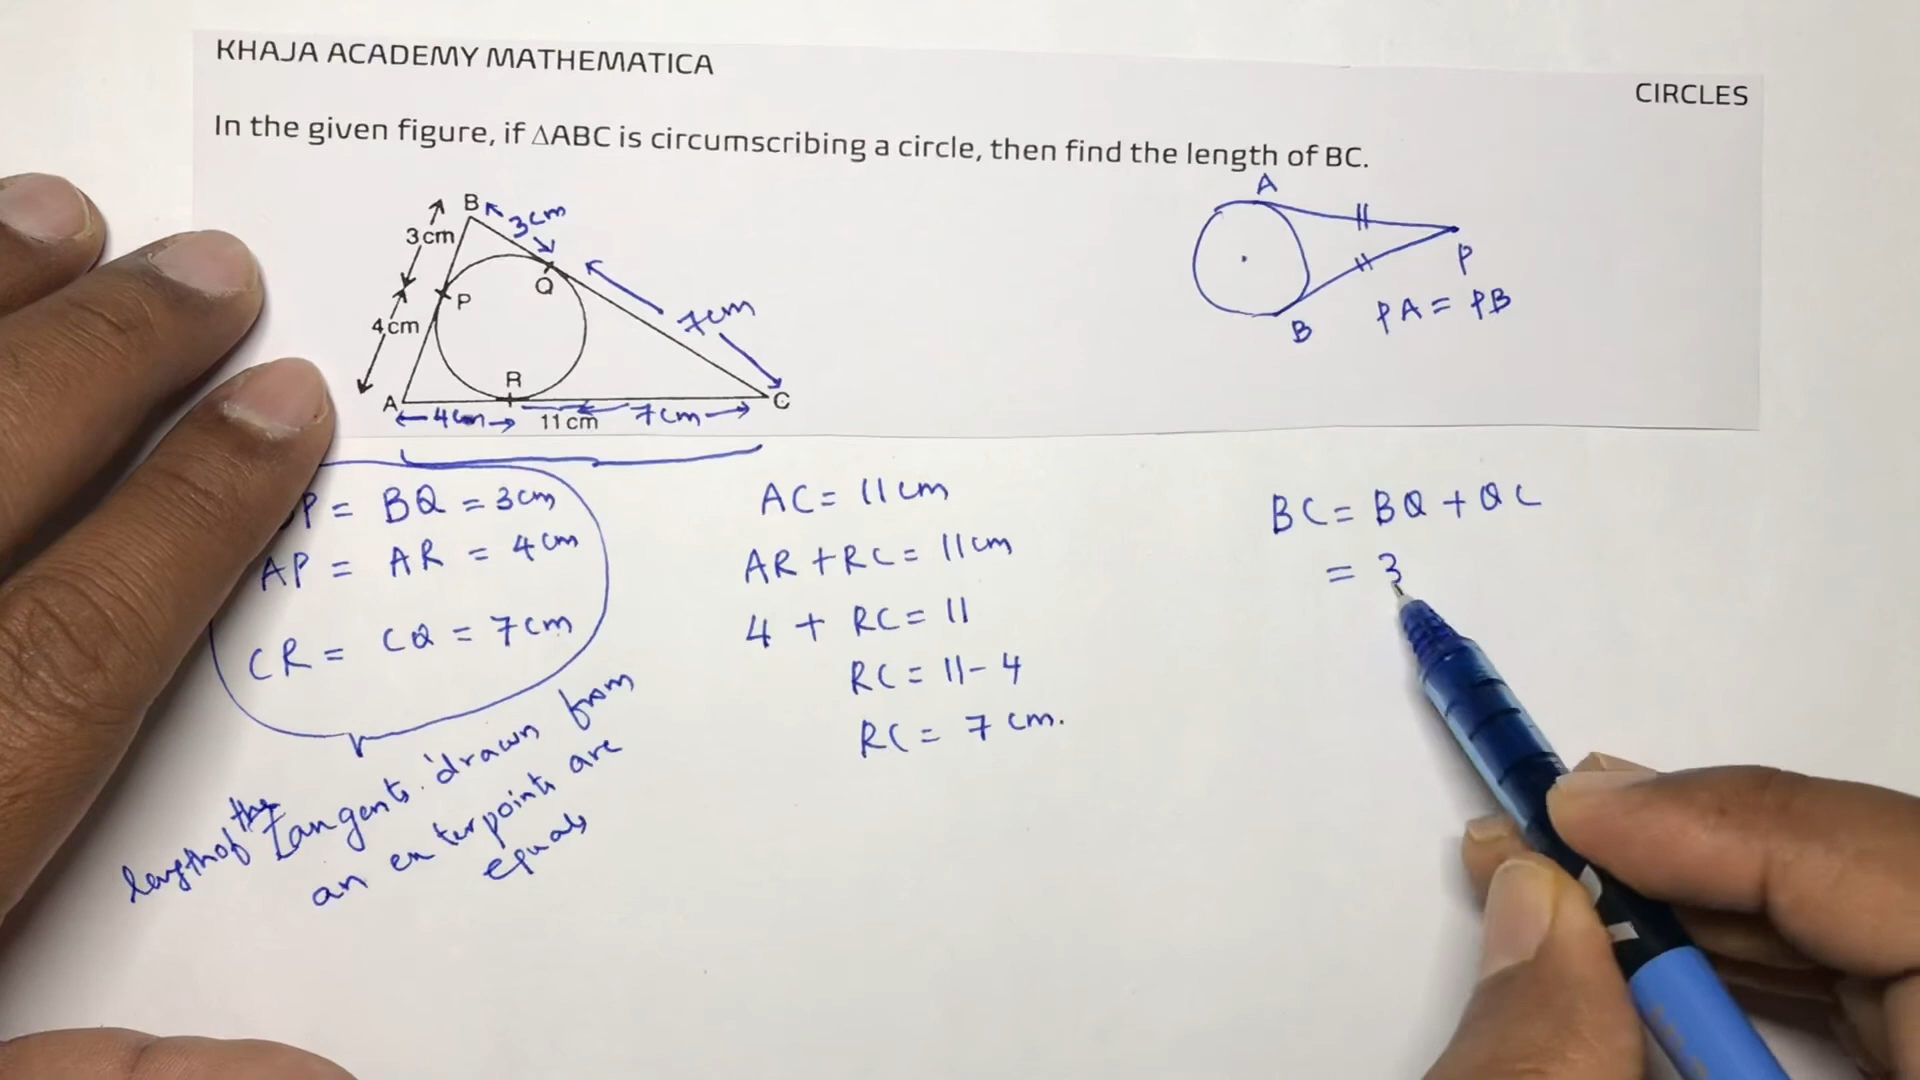 KHAJA ACADEMY MATHEMATICA
CIRCLES
In the given figure, if ∆ABC is circumscribing a circle, then find the length of BC.
B
3cm
3 cm
Q
P
4 cm
7cm
R
A
C
4cm
11 cm
7cm
A
P
B
PA = PB
P = BQ = 3cm
AP = AR = 4cm
CR = CQ = 7cm
length of the tangents drawn from
an enter points are
equals
AC = 11cm
AR + RC = 11cm
4 + RC = 11
RC = 11 - 4
RC = 7 cm.
BC = BQ + QC
= 3